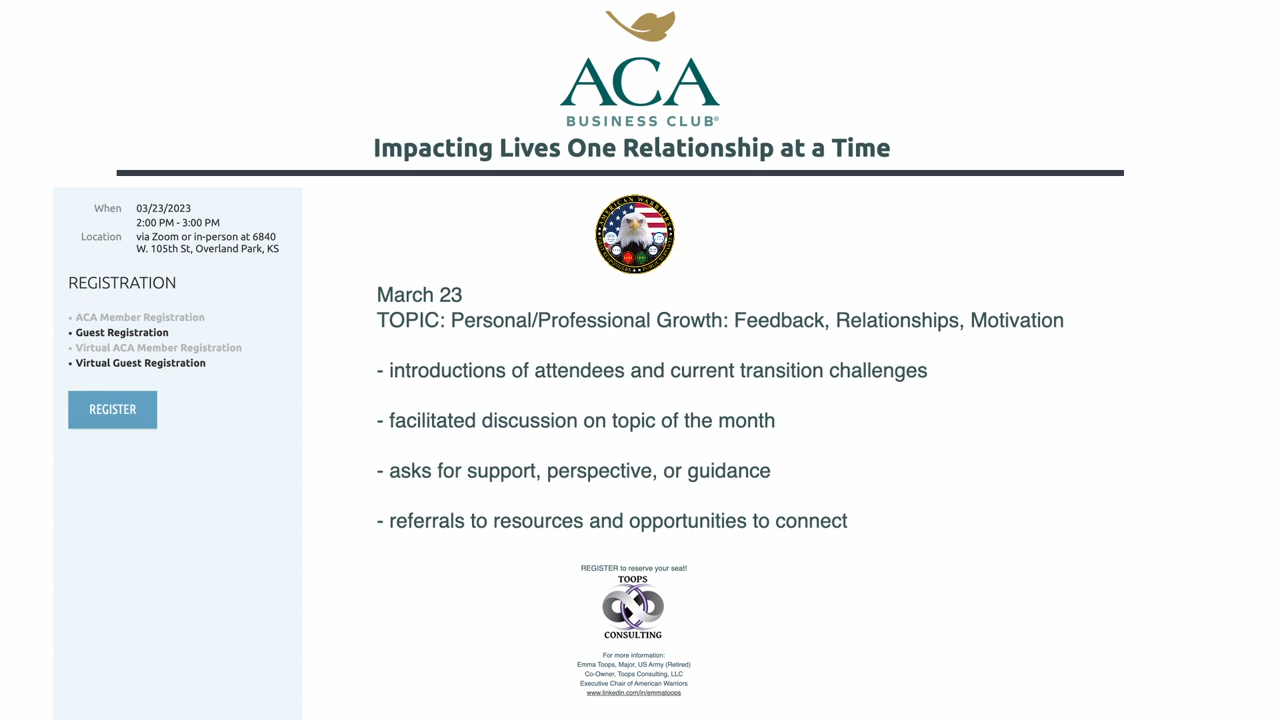 ACA
BUSINESS CLUB®
Impacting Lives One Relationship at a Time
When 03/23/2023
2:00 PM - 3:00 PM
Location via Zoom or in-person at 6840
W. 105th St, Overland Park, KS
REGISTRATION
• ACA Member Registration
• Guest Registration
• Virtual ACA Member Registration
• Virtual Guest Registration
REGISTER
AMERICAN WARRIORS
March 23
TOPIC: Personal/Professional Growth: Feedback, Relationships, Motivation
- introductions of attendees and current transition challenges
- facilitated discussion on topic of the month
- asks for support, perspective, or guidance
- referrals to resources and opportunities to connect
REGISTER to reserve your seat!
TOOPS
CONSULTING
For more information:
Emma Toops, Major, US Army (Retired)
Co-Owner, Toops Consulting, LLC
Executive Chair of American Warriors
www.linkedin.com/in/emmatoops